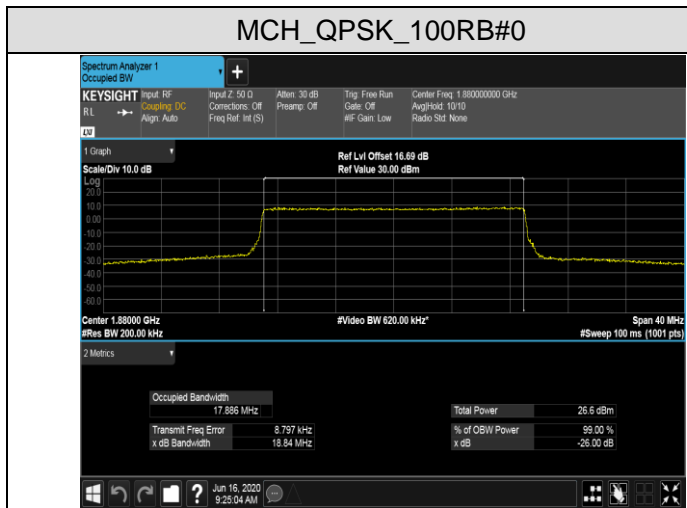 MCH_QPSK_100RB#0
Spectrum Analyzer 1
Occupied BW
+
KEYSIGHT Input: RF Input Z: 50 Ω Atten: 30 dB Trig: Free Run Center Freq: 1.880000000 GHz
RL Coupling: DC Corrections: Off Preamp: Off Gate: Off Avg|Hold: 10/10
Align: Auto Freq Ref: Int (S) #IF Gain: Low Radio Std: None
LXI
1 Graph
Ref Lvl Offset 16.69 dB
Scale/Div 10.0 dB Ref Value 30.00 dBm
Log
20.0
10.0
0.00
-10.0
-20.0
-30.0
-40.0
-50.0
-60.0
Center 1.88000 GHz #Video BW 620.00 kHz* Span 40 MHz
#Res BW 200.00 kHz #Sweep 100 ms (1001 pts)
2 Metrics
Occupied Bandwidth
17.886 MHz Total Power 26.6 dBm
Transmit Freq Error 8.797 kHz % of OBW Power 99.00 %
x dB Bandwidth 18.84 MHz x dB -26.00 dB
? Jun 16, 2020
9:25:04 AM